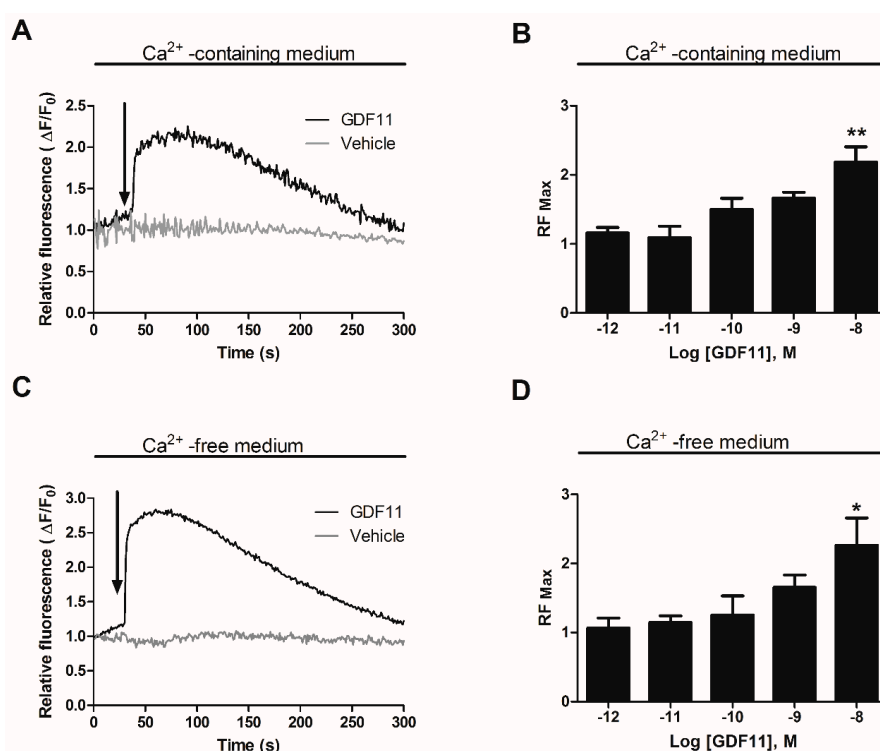 A
Ca2+ -containing medium
Relative fluorescence ( ΔF/F0)
2.5
2.0
1.5
1.0
0.5
0.0
GDF11
Vehicle
0 50 100 150 200 250 300
Time (s)
B
Ca2+ -containing medium
RF Max
3
2
1
0
**
-12 -11 -10 -9 -8
Log [GDF11], M
C
Ca2+ -free medium
Relative fluorescence ( ΔF/F0)
3.0
2.5
2.0
1.5
1.0
0.5
0.0
GDF11
Vehicle
0 50 100 150 200 250 300
Time (s)
D
Ca2+ -free medium
RF Max
3
2
1
0
*
-12 -11 -10 -9 -8
Log [GDF11], M